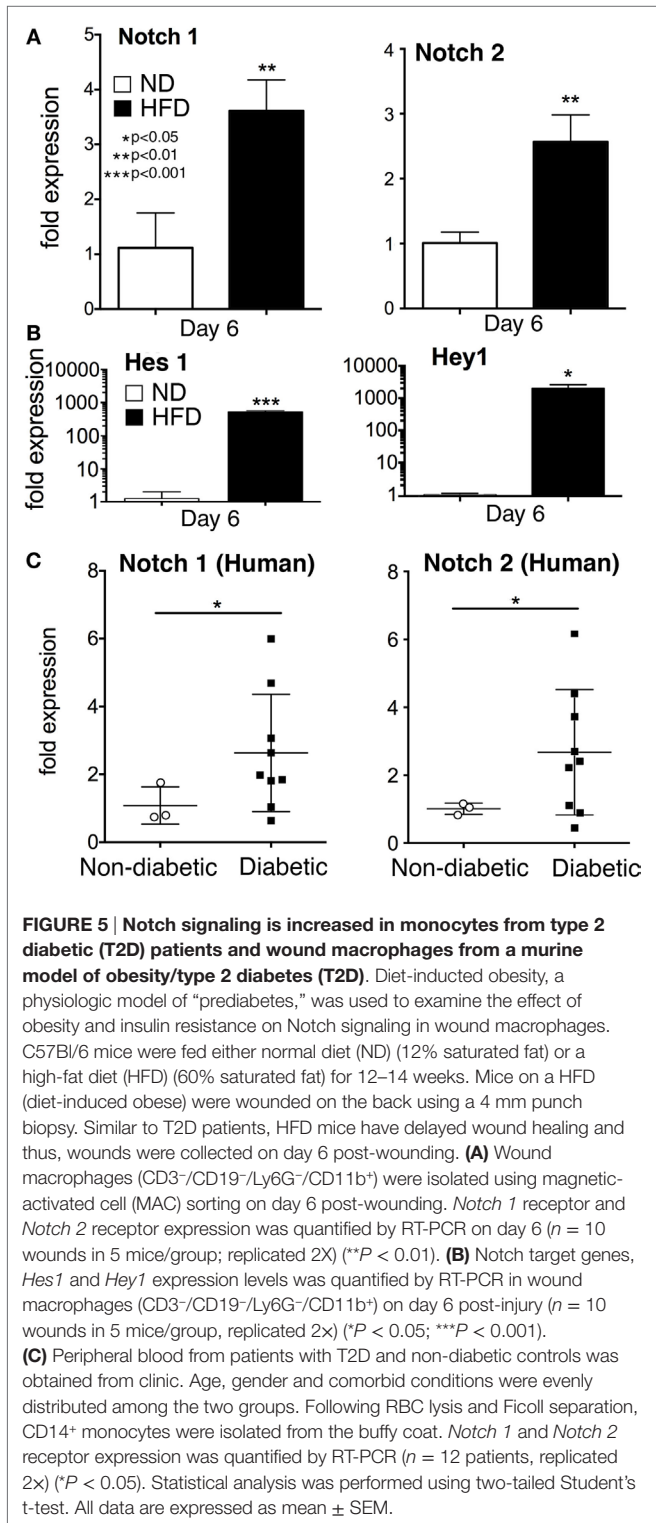 A
Notch 1
Notch 2
5
4
3
2
1
0
fold expression
ND
HFD
*p<0.05
**p<0.01
***p<0.001
**
Day 6
4
3
2
1
0
**
Day 6
B
Hes 1
Hey1
10000
1000
100
10
1
fold expression
ND
HFD
***
Day 6
10000
1000
100
10
1
*
Day 6
C
Notch 1 (Human)
Notch 2 (Human)
8
6
4
2
0
fold expression
*
Non-diabetic Diabetic
8
6
4
2
0
*
Non-diabetic Diabetic
FIGURE 5 | Notch signaling is increased in monocytes from type 2
diabetic (T2D) patients and wound macrophages from a murine
model of obesity/type 2 diabetes (T2D). Diet-inducted obesity, a
physiologic model of “prediabetes,” was used to examine the effect of
obesity and insulin resistance on Notch signaling in wound macrophages.
C57Bl/6 mice were fed either normal diet (ND) (12% saturated fat) or a
high-fat diet (HFD) (60% saturated fat) for 12–14 weeks. Mice on a HFD
(diet-induced obese) were wounded on the back using a 4 mm punch
biopsy. Similar to T2D patients, HFD mice have delayed wound healing and
thus, wounds were collected on day 6 post-wounding. (A) Wound
macrophages (CD3⁻/CD19⁻/Ly6G⁻/CD11b⁺) were isolated using magnetic-
activated cell (MAC) sorting on day 6 post-wounding. Notch 1 receptor and
Notch 2 receptor expression was quantified by RT-PCR on day 6 (n = 10
wounds in 5 mice/group; replicated 2X) (**P < 0.01). (B) Notch target genes,
Hes1 and Hey1 expression levels was quantified by RT-PCR in wound
macrophages (CD3⁻/CD19⁻/Ly6G⁻/CD11b⁺) on day 6 post-injury (n = 10
wounds in 5 mice/group, replicated 2x) (*P < 0.05; ***P < 0.001).
(C) Peripheral blood from patients with T2D and non-diabetic controls was
obtained from clinic. Age, gender and comorbid conditions were evenly
distributed among the two groups. Following RBC lysis and Ficoll separation,
CD14⁺ monocytes were isolated from the buffy coat. Notch 1 and Notch 2
receptor expression was quantified by RT-PCR (n = 12 patients, replicated
2x) (*P < 0.05). Statistical analysis was performed using two-tailed Student’s
t-test. All data are expressed as mean ± SEM.